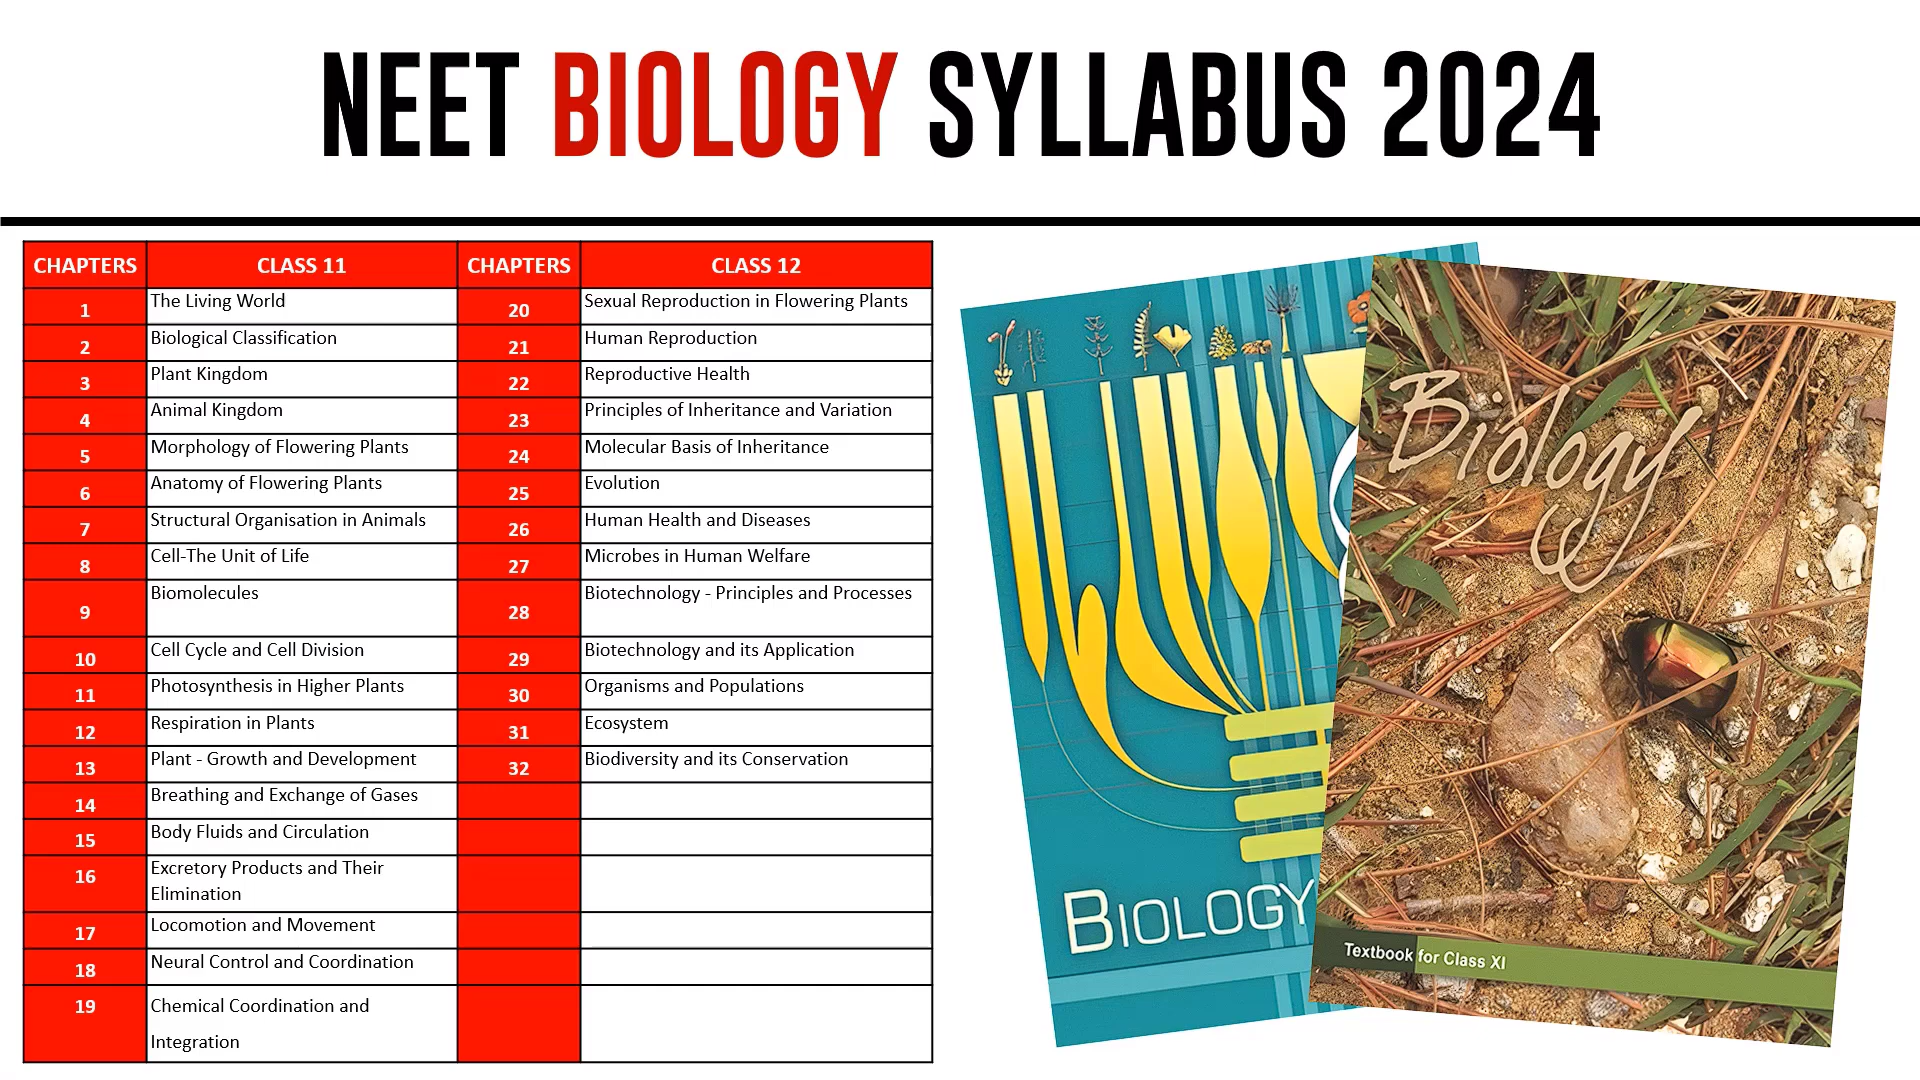 NEET BIOLOGY SYLLABUS 2024
CHAPTERS CLASS 11 CHAPTERS CLASS 12
1 The Living World 20 Sexual Reproduction in Flowering Plants
2 Biological Classification 21 Human Reproduction
3 Plant Kingdom 22 Reproductive Health
4 Animal Kingdom 23 Principles of Inheritance and Variation
5 Morphology of Flowering Plants 24 Molecular Basis of Inheritance
6 Anatomy of Flowering Plants 25 Evolution
7 Structural Organisation in Animals 26 Human Health and Diseases
8 Cell-The Unit of Life 27 Microbes in Human Welfare
9 Biomolecules 28 Biotechnology - Principles and Processes
10 Cell Cycle and Cell Division 29 Biotechnology and its Application
11 Photosynthesis in Higher Plants 30 Organisms and Populations
12 Respiration in Plants 31 Ecosystem
13 Plant - Growth and Development 32 Biodiversity and its Conservation
14 Breathing and Exchange of Gases
15 Body Fluids and Circulation
16 Excretory Products and Their
Elimination
17 Locomotion and Movement
18 Neural Control and Coordination
19 Chemical Coordination and
Integration
BIOLOGY
Biology
Textbook for Class XI